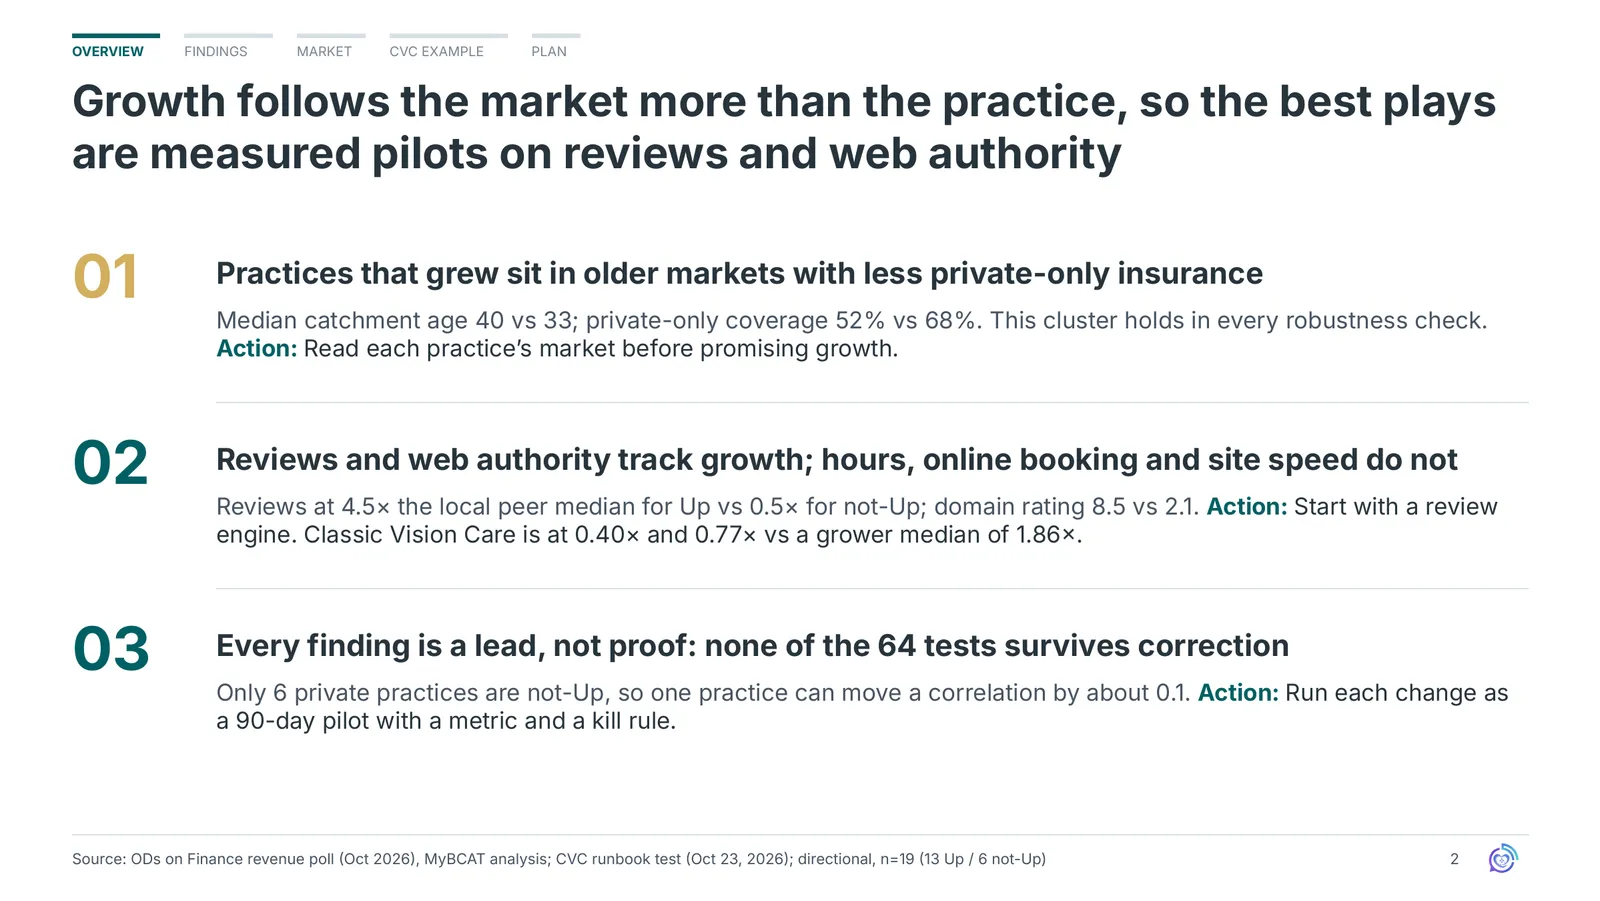 OVERVIEW FINDINGS MARKET CVC EXAMPLE PLAN
Growth follows the market more than the practice, so the best plays
are measured pilots on reviews and web authority
01
Practices that grew sit in older markets with less private-only insurance
Median catchment age 40 vs 33; private-only coverage 52% vs 68%. This cluster holds in every robustness check.
Action: Read each practice’s market before promising growth.
02
Reviews and web authority track growth; hours, online booking and site speed do not
Reviews at 4.5× the local peer median for Up vs 0.5× for not-Up; domain rating 8.5 vs 2.1. Action: Start with a review
engine. Classic Vision Care is at 0.40× and 0.77× vs a grower median of 1.86×.
03
Every finding is a lead, not proof: none of the 64 tests survives correction
Only 6 private practices are not-Up, so one practice can move a correlation by about 0.1. Action: Run each change as
a 90-day pilot with a metric and a kill rule.
Source: ODs on Finance revenue poll (Oct 2026), MyBCAT analysis; CVC runbook test (Oct 23, 2026); directional, n=19 (13 Up / 6 not-Up)
2